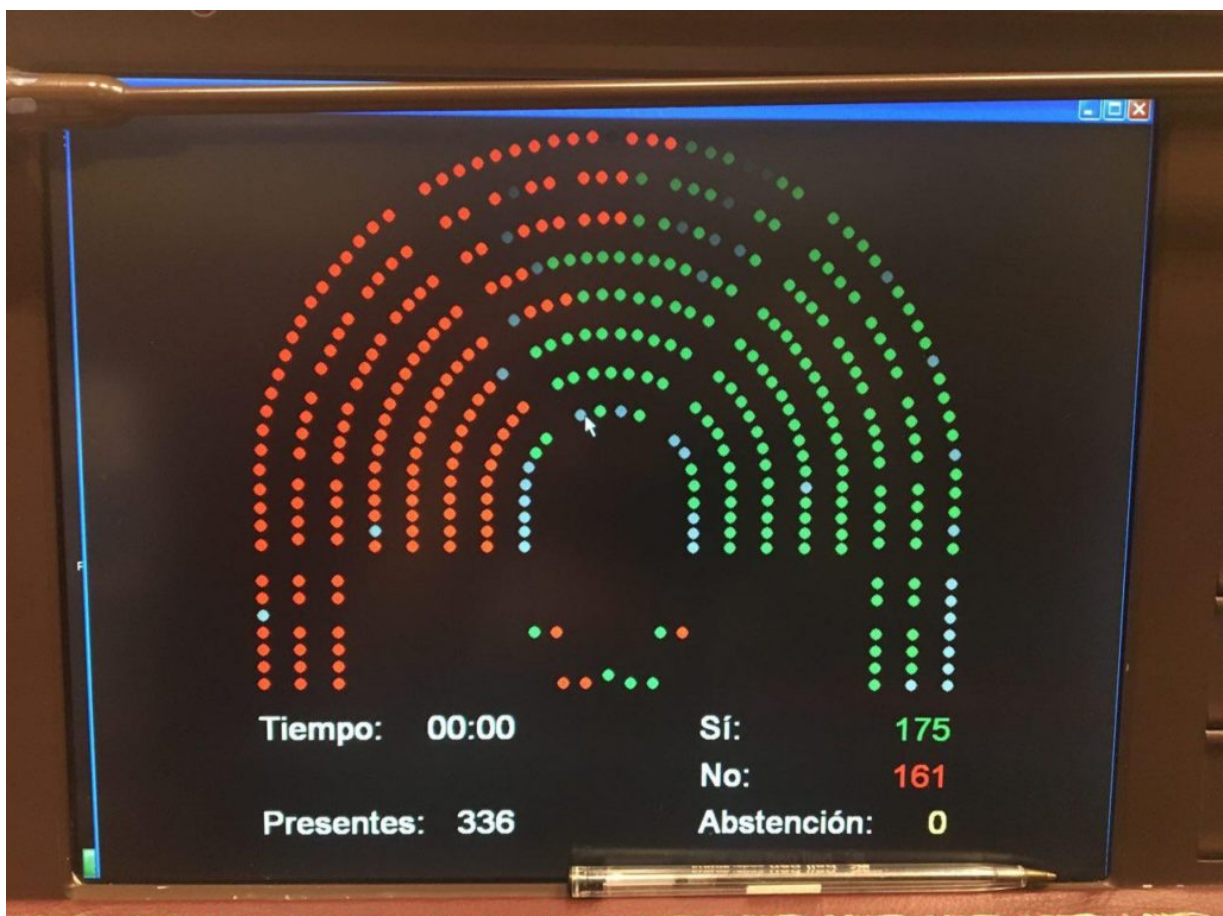 Tiempo: 00:00
Sí: 175
No: 161
Presentes: 336
Abstención: 0